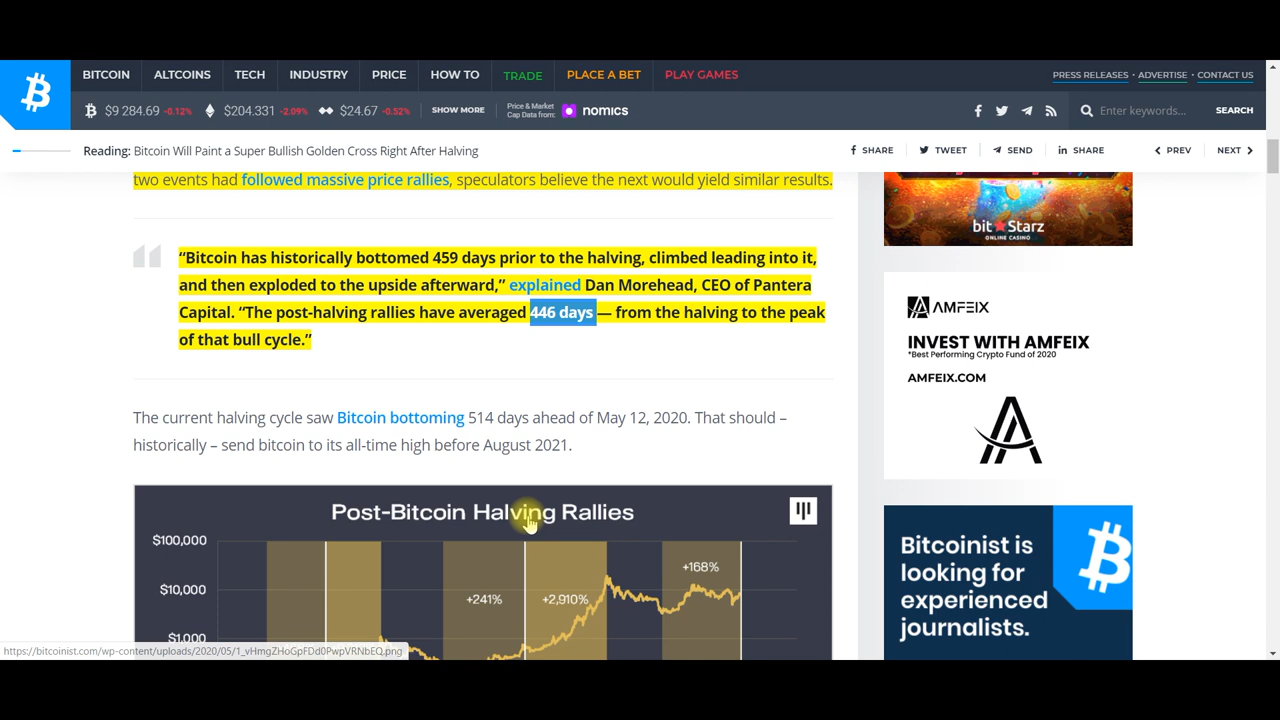 BITCOIN ALTCOINS TECH INDUSTRY PRICE HOW TO TRADE PLACE A BET PLAY GAMES
PRESS RELEASES • ADVERTISE • CONTACT US
$9 284.69 -0.12% $204.331 -2.09% $24.67 -0.52% SHOW MORE
Price & Market
Cap Data from:
nomics
Enter keywords...
SEARCH
Reading: Bitcoin Will Paint a Super Bullish Golden Cross Right After Halving
SHARE TWEET SEND SHARE PREV NEXT
two events had followed massive price rallies, speculators believe the next would yield similar results.
“Bitcoin has historically bottomed 459 days prior to the halving, climbed leading into it,
and then exploded to the upside afterward,” explained Dan Morehead, CEO of Pantera
Capital. “The post-halving rallies have averaged 446 days — from the halving to the peak
of that bull cycle.”
The current halving cycle saw Bitcoin bottoming 514 days ahead of May 12, 2020. That should –
historically – send bitcoin to its all-time high before August 2021.
Post-Bitcoin Halving Rallies
$100,000
$10,000
$1,000
+241%
+2,910%
+168%
https://bitcoinist.com/wp-content/uploads/2020/05/1_vHmgZHoGpFDd0PwpVRNbEQ.png
bitStarz
ONLINE CASINO
AMFEIX
INVEST WITH AMFEIX
*Best Performing Crypto Fund of 2020
AMFEIX.COM
Bitcoinist is
looking for
experienced
journalists.